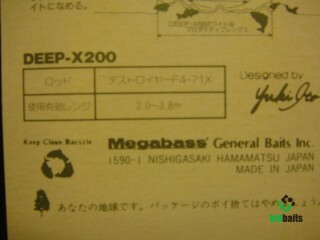 イトになめる。
DEEP-X200
ロッド デストロイヤーF4-71X
使用有効レンジ 2.0~3.8m
Designed by
Yuki Ito
Keep Clean Recycle
Megabass General Baits Inc.
1590-1 NISHIGASAKI HAMAMATSU JAPAN
MADE IN JAPAN
あなたの地球です。パッケージのポイ捨てはやめましょう
baits